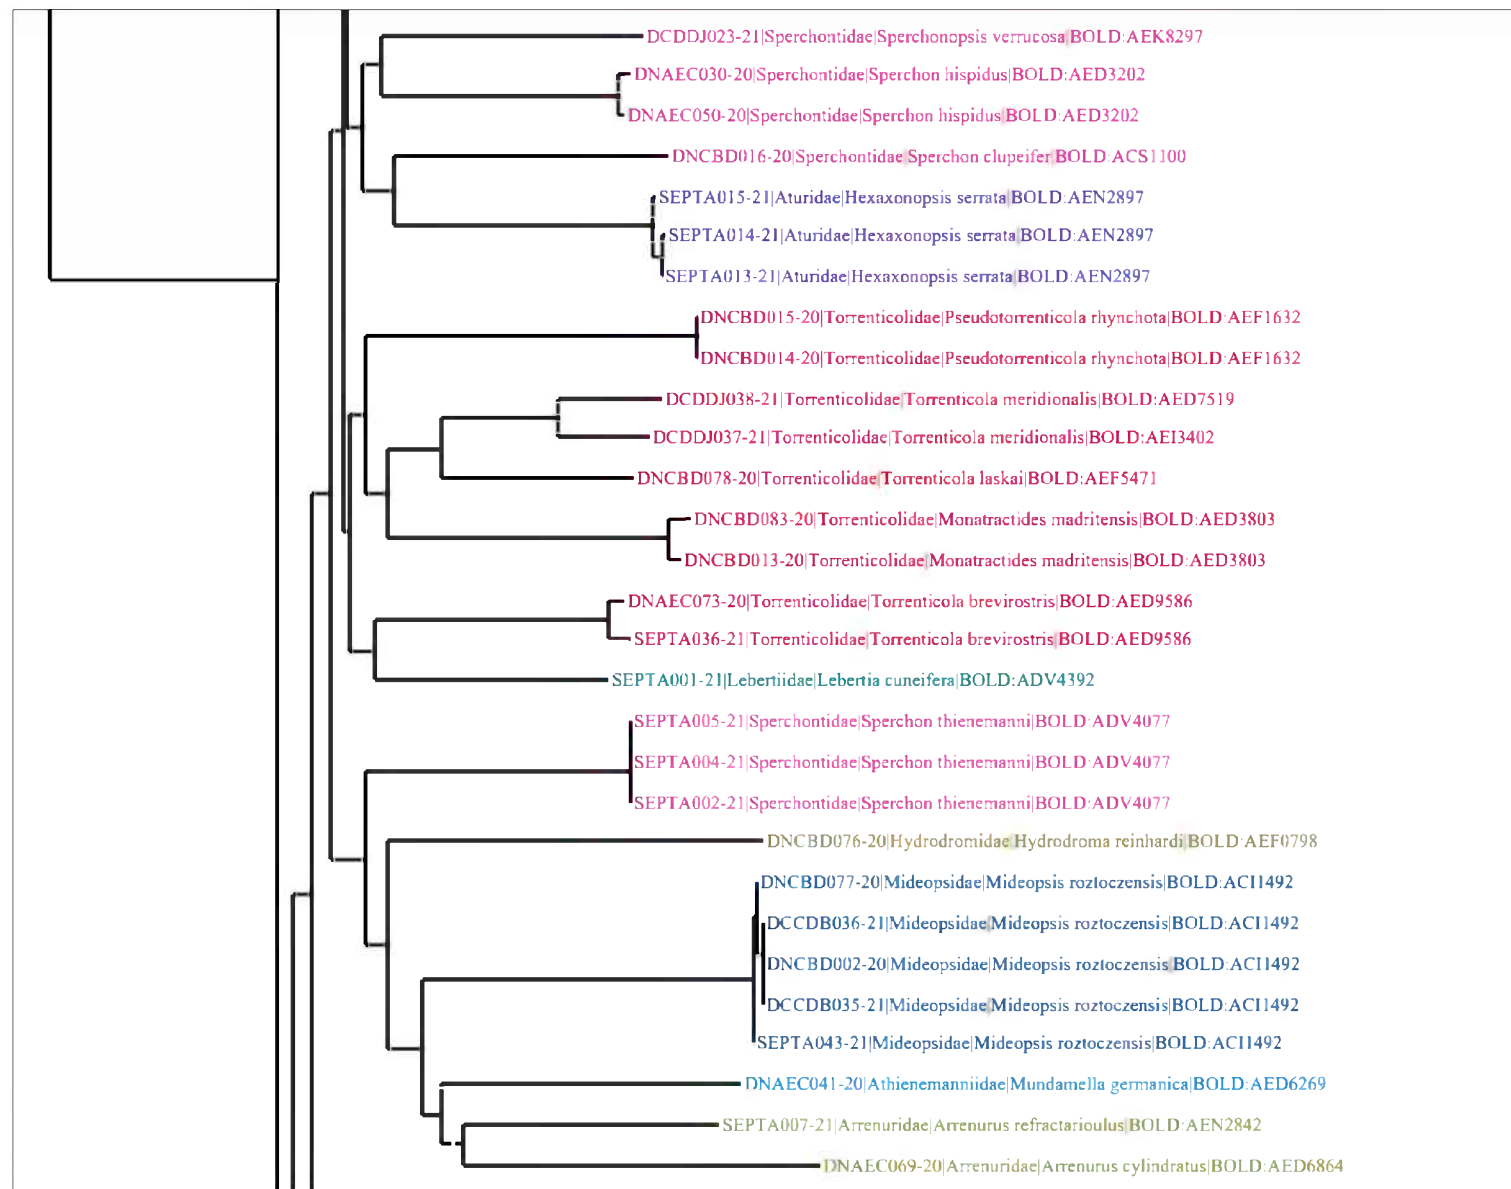 DCDDJ023-21|Sperchontidae|Sperchonopsis verrucosa|BOLD:AEK8297
DNAEC030-20|Sperchontidae|Sperchon hispidus|BOLD:AED3202
DNAEC050-20|Sperchontidae|Sperchon hispidus|BOLD:AED3202
DNCBD016-20|Sperchontidae|Sperchon clupeifer|BOLD:ACS1100
SEPTA015-21|Aturidae|Hexaxonopsis serrata|BOLD:AEN2897
SEPTA014-21|Aturidae|Hexaxonopsis serrata|BOLD:AEN2897
SEPTA013-21|Aturidae|Hexaxonopsis serrata|BOLD:AEN2897
DNCBD015-20|Torrenticolidae|Pseudotorrenticola rhynchota|BOLD:AEF1632
DNCBD014-20|Torrenticolidae|Pseudotorrenticola rhynchota|BOLD:AEF1632
DCDDJ038-21|Torrenticolidae|Torrenticola meridionalis|BOLD:AED7519
DCDDJ037-21|Torrenticolidae|Torrenticola meridionalis|BOLD:AEI3402
DNCBD078-20|Torrenticolidae|Torrenticola laskai|BOLD:AEF5471
DNCBD083-20|Torrenticolidae|Monatractides madritensis|BOLD:AED3803
DNCBD013-20|Torrenticolidae|Monatractides madritensis|BOLD:AED3803
DNAEC073-20|Torrenticolidae|Torrenticola brevirostris|BOLD:AED9586
SEPTA036-21|Torrenticolidae|Torrenticola brevirostris|BOLD:AED9586
SEPTA001-21|Lebertiidae|Lebertia cuneifera|BOLD:ADV4392
SEPTA005-21|Sperchontidae|Sperchon thienemanni|BOLD:ADV4077
SEPTA004-21|Sperchontidae|Sperchon thienemanni|BOLD:ADV4077
SEPTA002-21|Sperchontidae|Sperchon thienemanni|BOLD:ADV4077
DNCBD076-20|Hydrodromidae|Hydrodroma reinhardi|BOLD:AEF0798
DNCBD077-20|Mideopsidae|Mideopsis roztoczensis|BOLD:ACI1492
DCCDB036-21|Mideopsidae|Mideopsis roztoczensis|BOLD:ACI1492
DNCBD002-20|Mideopsidae|Mideopsis roztoczensis|BOLD:ACI1492
DCCDB035-21|Mideopsidae|Mideopsis roztoczensis|BOLD:ACI1492
SEPTA043-21|Mideopsidae|Mideopsis roztoczensis|BOLD:ACI1492
DNAEC041-20|Athienemanniidae|Mundamella germanica|BOLD:AED6269
SEPTA007-21|Arrenuridae|Arrenurus refractarioulus|BOLD:AEN2842
DNAEC069-20|Arrenuridae|Arrenurus cylindratus|BOLD:AED6864